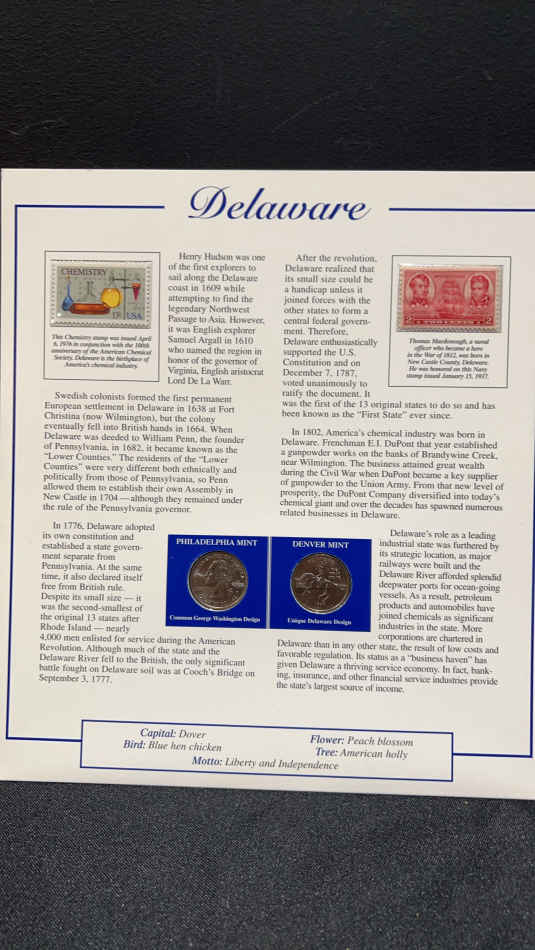 Delaware
CHEMISTRY
13c USA
This Chemistry stamp was issued April
6, 1976 in conjunction with the 100th
anniversary of the American Chemical
Society. Delaware is the birthplace of
America's chemical industry.
Henry Hudson was one
of the first explorers to
sail along the Delaware
coast in 1609 while
attempting to find the
legendary Northwest
Passage to Asia. However,
it was English explorer
Samuel Argall in 1610
who named the region in
honor of the governor of
Virginia, English aristocrat
Lord De La Warr.
Swedish colonists formed the first permanent
European settlement in Delaware in 1638 at Fort
Christina (now Wilmington), but the colony
eventually fell into British hands in 1664. When
Delaware was deeded to William Penn, the founder
of Pennsylvania, in 1682, it became known as the
"Lower Counties." The residents of the "Lower
Counties" were very different both ethnically and
politically from those of Pennsylvania, so Penn
allowed them to establish their own Assembly in
New Castle in 1704 — although they remained under
the rule of the Pennsylvania governor.
In 1776, Delaware adopted
its own constitution and
established a state govern-
ment separate from
Pennsylvania. At the same
time, it also declared itself
free from British rule.
Despite its small size — it
was the second-smallest of
the original 13 states after
Rhode Island — nearly
4,000 men enlisted for service during the American
Revolution. Although much of the state and the
Delaware River fell to the British, the only significant
battle fought on Delaware soil was at Cooch's Bridge on
September 3, 1777.
PHILADELPHIA MINT
Common George Washington Design
DENVER MINT
Unique Delaware Design
After the revolution,
Delaware realized that
its small size could be
a handicap unless it
joined forces with the
other states to form a
central federal govern-
ment. Therefore,
Delaware enthusiastically
supported the U.S.
Constitution and on
December 7, 1787,
voted unanimously to
ratify the document. It
was the first of the 13 original states to do so and has
been known as the "First State" ever since.
Thomas Macdonough, a naval
officer who became a hero
in the War of 1812, was born in
New Castle County, Delaware.
He was honored on this Navy
stamp issued January 15, 1937.
In 1802, America's chemical industry was born in
Delaware. Frenchman E.I. DuPont that year established
a gunpowder works on the banks of Brandywine Creek,
near Wilmington. The business attained great wealth
during the Civil War when DuPont became a key supplier
of gunpowder to the Union Army. From that new level of
prosperity, the DuPont Company diversified into today's
chemical giant and over the decades has spawned numerous
related businesses in Delaware.
Delaware's role as a leading
industrial state was furthered by
its strategic location, as major
railways were built and the
Delaware River afforded splendid
deepwater ports for ocean-going
vessels. As a result, petroleum
products and automobiles have
joined chemicals as significant
industries in the state. More
corporations are chartered in
Delaware than in any other state, the result of low costs and
favorable regulation. Its status as a "business haven" has
given Delaware a thriving service economy. In fact, bank-
ing, insurance, and other financial service industries provide
the state's largest source of income.
Capital: Dover
Flower: Peach blossom
Bird: Blue hen chicken
Tree: American holly
Motto: Liberty and Independence